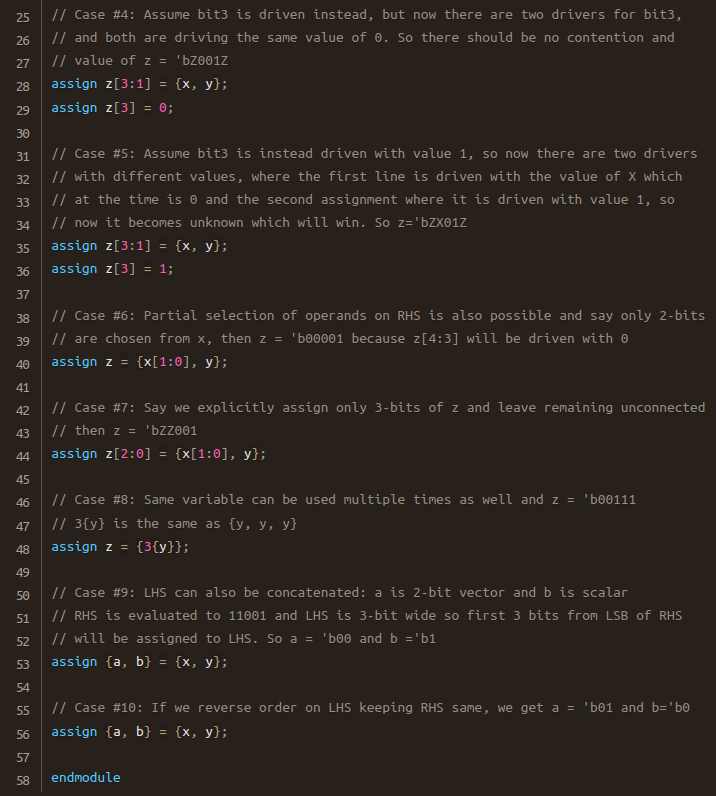 25 // Case #4: Assume bit3 is driven instead, but now there are two drivers for bit3,
26 // and both are driving the same value of 0. So there should be no contention and
27 // value of z = 'bZ001Z
28 assign z[3:1] = {x, y};
29 assign z[3] = 0;
30
31 // Case #5: Assume bit3 is instead driven with value 1, so now there are two drivers
32 // with different values, where the first line is driven with the value of X which
33 // at the time is 0 and the second assignment where it is driven with value 1, so
34 // now it becomes unknown which will win. So z='bZX01Z
35 assign z[3:1] = {x, y};
36 assign z[3] = 1;
37
38 // Case #6: Partial selection of operands on RHS is also possible and say only 2-bits
39 // are chosen from x, then z = 'b00001 because z[4:3] will be driven with 0
40 assign z = {x[1:0], y};
41
42 // Case #7: Say we explicitly assign only 3-bits of z and leave remaining unconnected
43 // then z = 'bZZ001
44 assign z[2:0] = {x[1:0], y};
45
46 // Case #8: Same variable can be used multiple times as well and z = 'b00111
47 // 3{y} is the same as {y, y, y}
48 assign z = {3{y}};
49
50 // Case #9: LHS can also be concatenated: a is 2-bit vector and b is scalar
51 // RHS is evaluated to 11001 and LHS is 3-bit wide so first 3 bits from LSB of RHS
52 // will be assigned to LHS. So a = 'b00 and b ='b1
53 assign {a, b} = {x, y};
54
55 // Case #10: If we reverse order on LHS keeping RHS same, we get a = 'b01 and b='b0
56 assign {a, b} = {x, y};
57
58 endmodule